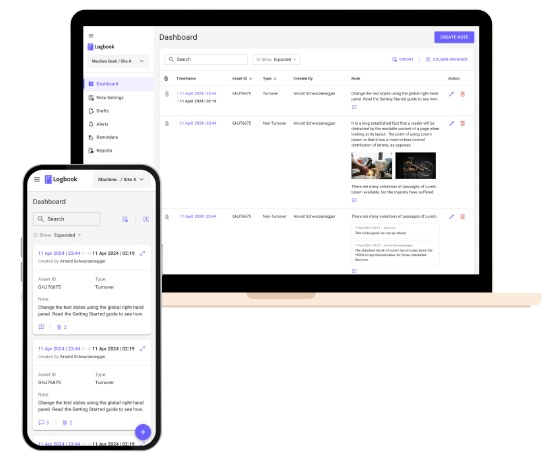 Logbook
Machine Dash / Site A
Dashboard
Note Settings
Drafts
Alerts
Reminders
Reports
Dashboard
CREATE NOTE
Search
Show Expanded
EXPORT
COLUMN MANAGER
Timeframe Asset ID Type Created by Note Action
11 April 2024 | 23:44
11 April 2024 | 02:19
GHJ76675 Turnover Arnold Schwarzenegger
Change the text styles using the global right-hand
panel. Read the Getting Started guide to see how.
11 April 2024 | 23:44 GHJ76675 Non-Turnover Arnold Schwarzenegger
It is a long established fact that a reader will be
distracted by the readable content of a page when
looking at its layout. The point of using Lorem
Ipsum is that it has a more-or-less normal
distribution of letters, as opposed.
There are many variations of passages of Lorem
Ipsum available, but the majority have suffered.
11 April 2024 | 23:44 GHJ76675 Non-Turnover Arnold Schwarzenegger
There are many variations of passages of Lorem.
The standard chunk of Lorem Ipsum used since the
1500s is reproduced below for those interested
Sections
Logbook
Machine.. / Site A
Dashboard
Search
Show Expanded
11 Apr 2024 | 23:44 11 Apr 2024 | 02:19
Created By Arnold Schwarzenegger
Asset ID Type
GHJ76675 Turnover
Note
Change the text styles using the global right-hand
panel. Read the Getting Started guide to see how.
2
11 Apr 2024 | 23:44 11 Apr 2024 | 02:19
Created By Arnold Schwarzenegger
Asset ID Type
GHJ76675 Turnover
Note
Change the text styles using the global right-hand
panel. Read the Getting Started guide to see how.
5 2
11 Apr 2024 | 23:44 11 Apr 2024 | 02:19